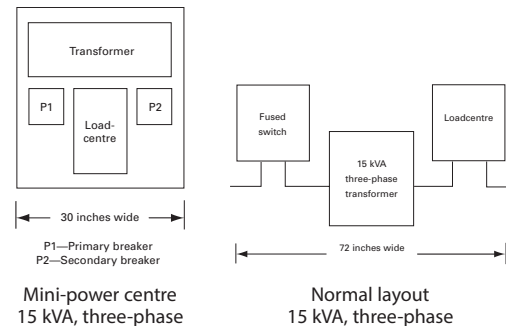 Transformer
P1
Load-
centre
P2
30 inches wide
P1—Primary breaker
P2—Secondary breaker
Mini-power centre
15 kVA, three-phase
Fused
switch
15 kVA
three-phase
transformer
Loadcentre
72 inches wide
Normal layout
15 kVA, three-phase